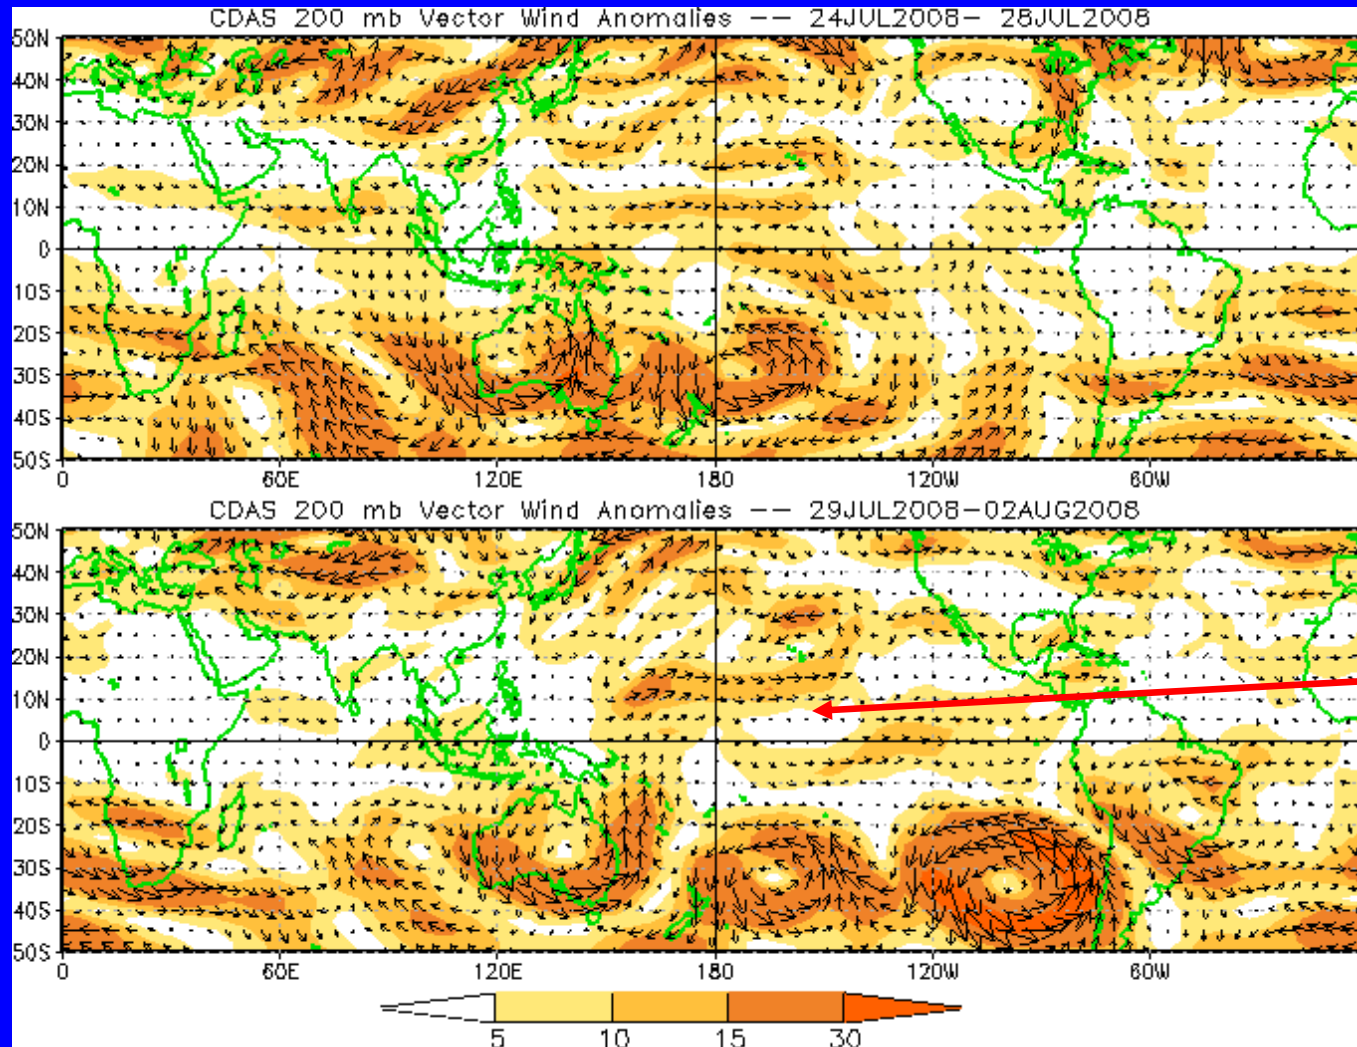 CDAS 200 mb Vector Wind Anomalies -- 24JUL2008- 28JUL2008
50N
40N
30N
20N
10N
0
10S
20S
30S
40S
50S
0 60E 120E 180 120W 60W
CDAS 200 mb Vector Wind Anomalies -- 29JUL2008-02AUG2008
50N
40N
30N
20N
10N
0
10S
20S
30S
40S
50S
0 60E 120E 180 120W 60W
5 10 15 30